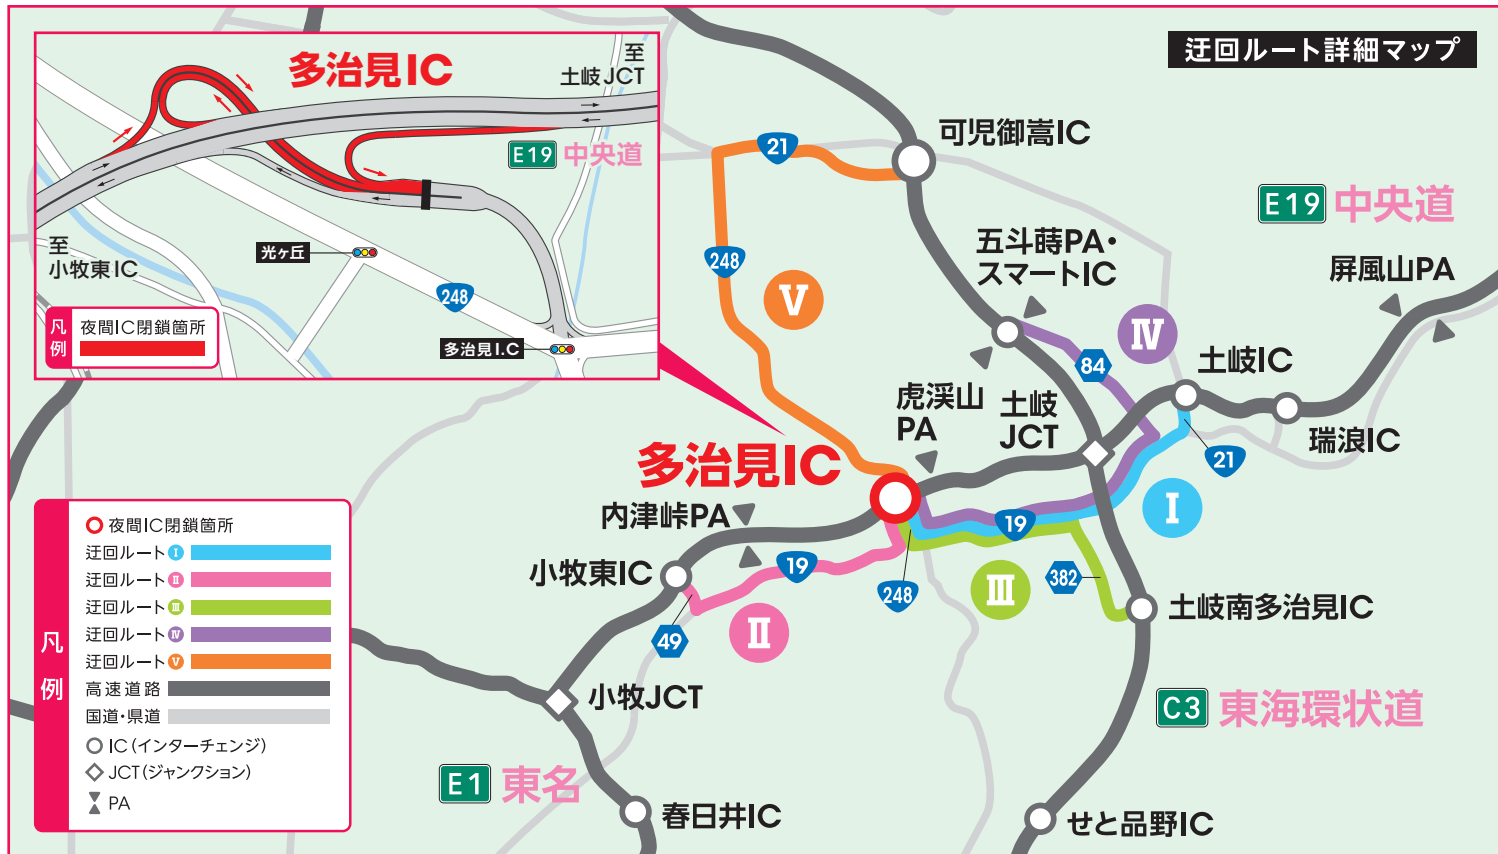 迂回ルート詳細マップ
多治見IC
至
土岐JCT
E19 中央道
至
小牧東IC
光ヶ丘
248
多治見I.C
凡例
夜間IC閉鎖箇所
21
可児御嵩IC
E19 中央道
248
五斗蒔PA・
スマートIC
屏風山PA
V
IV
84
土岐IC
虎渓山
PA
土岐
JCT
瑞浪IC
多治見IC
21
I
内津峠PA
19
小牧東IC
19
248
III
382
土岐南多治見IC
49
II
小牧JCT
C3 東海環状道
E1 東名
春日井IC
せと品野IC
凡例
夜間IC閉鎖箇所
迂回ルートI
迂回ルートII
迂回ルートIII
迂回ルートIV
迂回ルートV
高速道路
国道・県道
IC(インターチェンジ)
JCT(ジャンクション)
PA